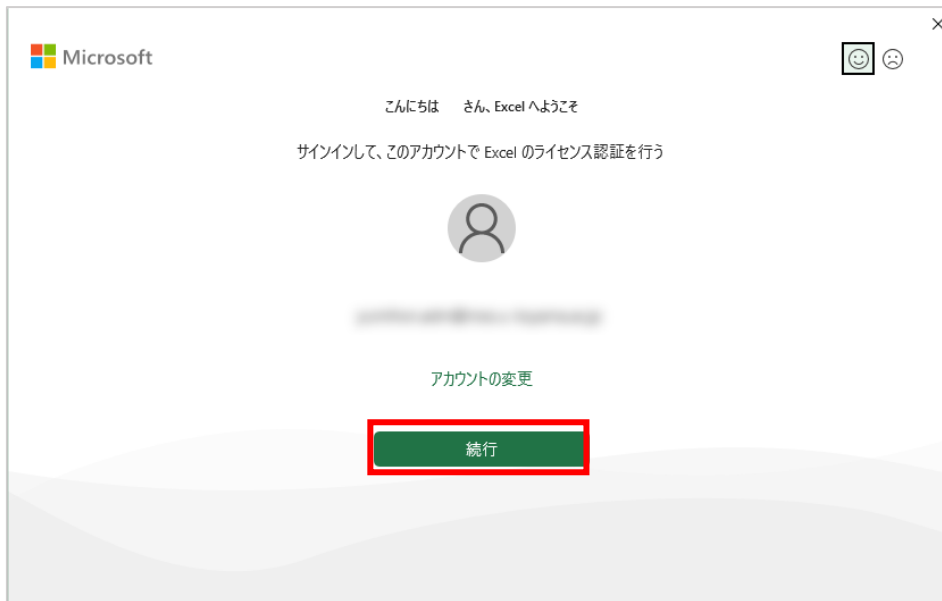 Microsoft
こんにちは さん、Excel へようこそ
サインインして、このアカウントで Excel のライセンス認証を行う
アカウントの変更
続行